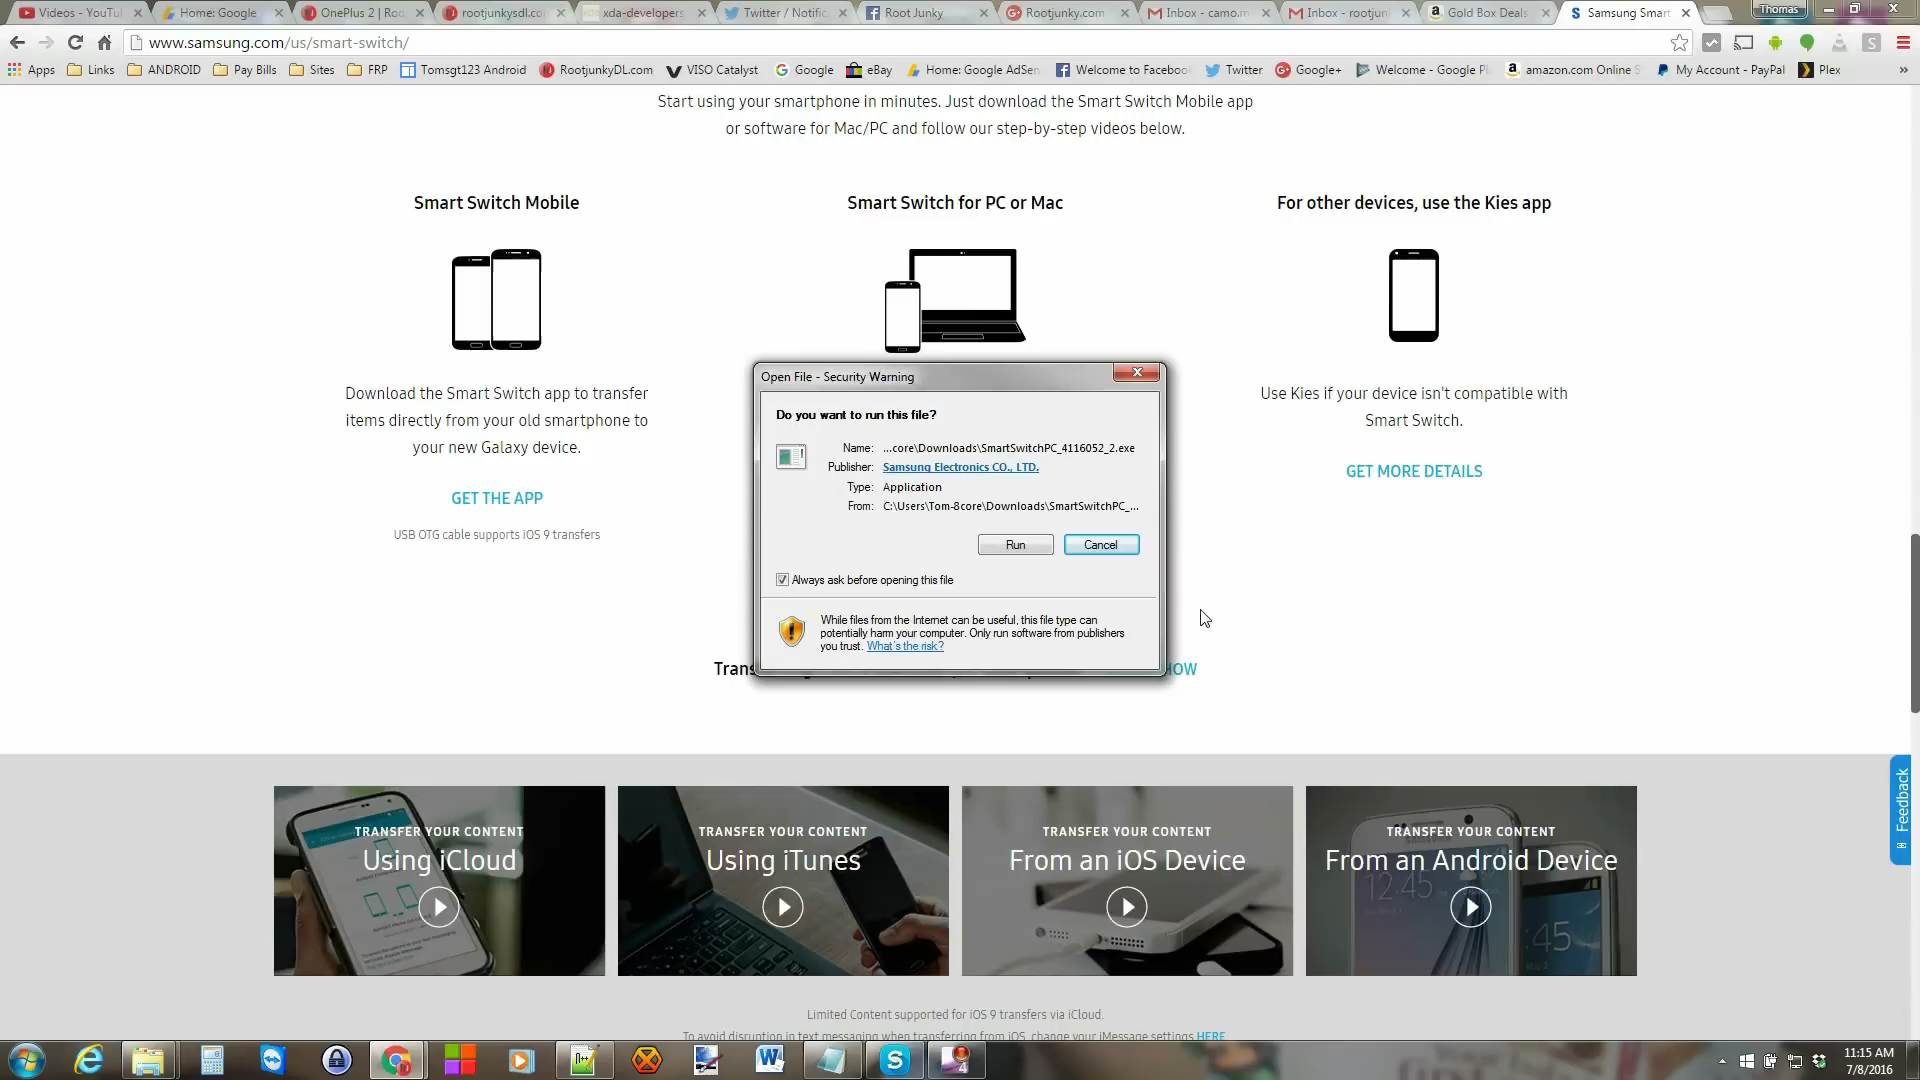 Videos - YouTu
Home: Google
OnePlus 2 | Ro
rootjunkysdl.co
xda-developers
Twitter / Notific
Root Junky
Rootjunky.com
Inbox - camo.m
Inbox - rootjun
Gold Box Deals
Samsung Smart
Thomas
www.samsung.com/us/smart-switch/
Apps
Links
ANDROID
Pay Bills
Sites
FRP
Tomsgt123 Android
RootjunkyDL.com
VISO Catalyst
Google
eBay
Home: Google AdSen
Welcome to Facebook
Twitter
Google+
Welcome - Google Pl
amazon.com Online S
My Account - PayPal
Plex
»
Start using your smartphone in minutes. Just download the Smart Switch Mobile app
or software for Mac/PC and follow our step-by-step videos below.
Smart Switch Mobile
Download the Smart Switch app to transfer
items directly from your old smartphone to
your new Galaxy device.
GET THE APP
USB OTG cable supports iOS 9 transfers
Smart Switch for PC or Mac
For other devices, use the Kies app
Use Kies if your device isn't compatible with
Smart Switch.
GET MORE DETAILS
Open File - Security Warning
Do you want to run this file?
Name: ...core\Downloads\SmartSwitchPC_4116052_2.exe
Publisher: Samsung Electronics CO., LTD.
Type: Application
From: C:\Users\Tom-8core\Downloads\SmartSwitchPC_...
Run
Cancel
Always ask before opening this file
While files from the Internet can be useful, this file type can
potentially harm your computer. Only run software from publishers
you trust. What's the risk?
Trans
HOW
Feedback
TRANSFER YOUR CONTENT
Using iCloud
TRANSFER YOUR CONTENT
Using iTunes
TRANSFER YOUR CONTENT
From an iOS Device
TRANSFER YOUR CONTENT
From an Android Device
12:45
:45
Limited Content supported for iOS 9 transfers via iCloud.
To avoid disruption in text messaging when transferring from iOS, change your iMessage settings HERE
11:15 AM
7/8/2016